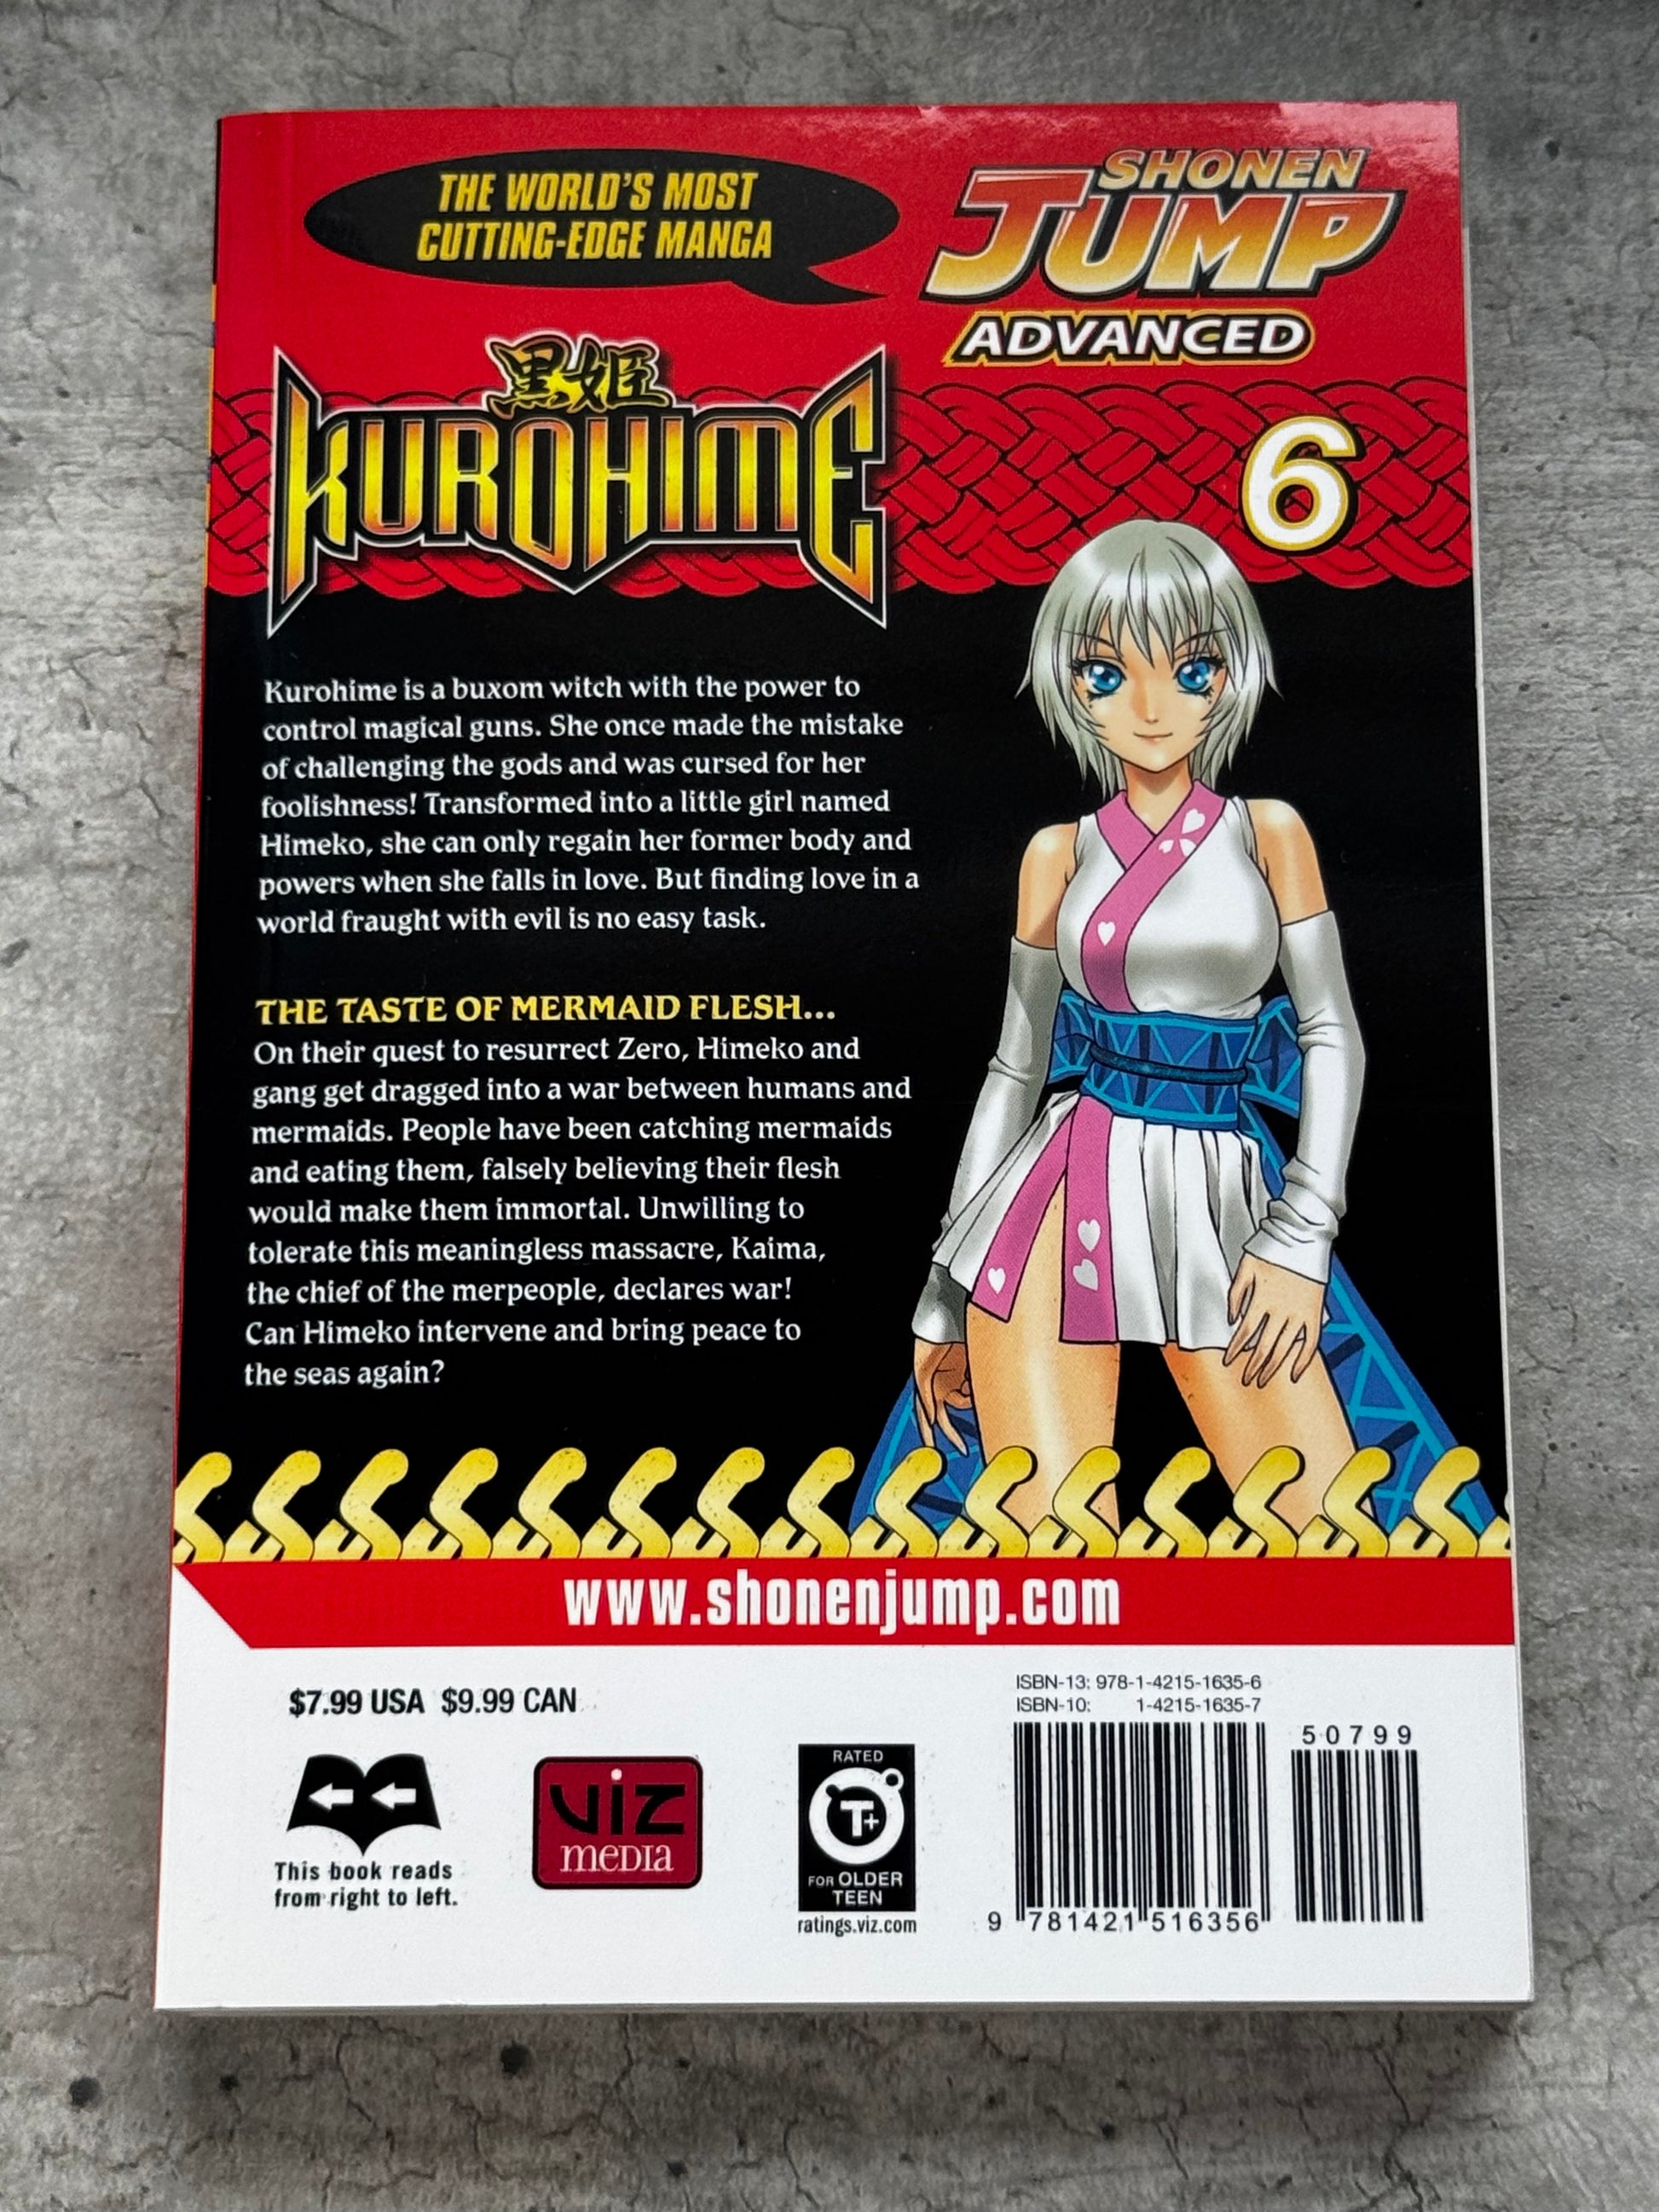 THE WORLD'S MOST
CUTTING-EDGE MANGA
SHONEN
JUMP
ADVANCED
黒姫
KUROHIME
6
Kurohime is a buxom witch with the power to
control magical guns. She once made the mistake
of challenging the gods and was cursed for her
foolishness! Transformed into a little girl named
Himeko, she can only regain her former body and
powers when she falls in love. But finding love in a
world fraught with evil is no easy task.
THE TASTE OF MERMAID FLESH...
On their quest to resurrect Zero, Himeko and
gang get dragged into a war between humans and
mermaids. People have been catching mermaids
and eating them, falsely believing their flesh
would make them immortal. Unwilling to
tolerate this meaningless massacre, Kaima,
the chief of the merpeople, declares war!
Can Himeko intervene and bring peace to
the seas again?
www.shonenjump.com
$7.99 USA $9.99 CAN
This book reads
from right to left.
viz
media
RATED
T+
FOR OLDER
TEEN
ratings.viz.com
ISBN-13: 978-1-4215-1635-6
ISBN-10: 1-4215-1635-7
50799
9 781421 516356